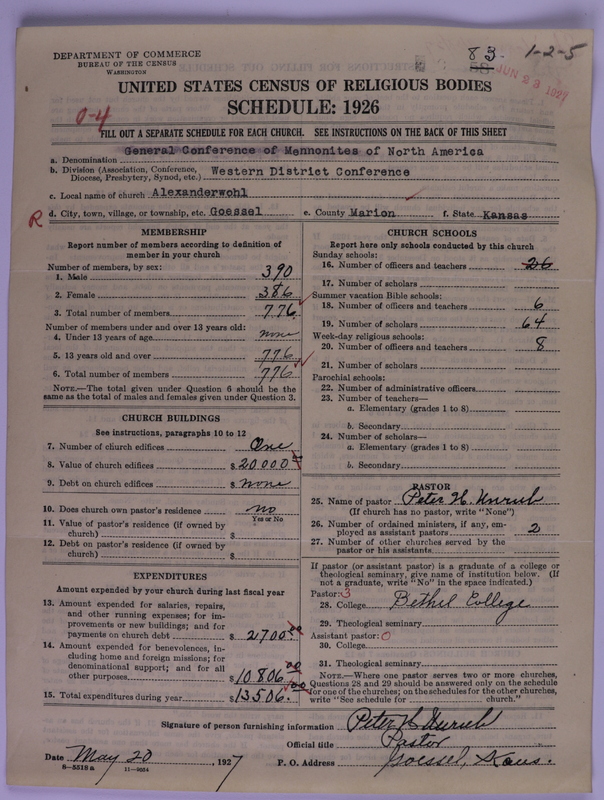 DEPARTMENT OF COMMERCE
BUREAU OF THE CENSUS
WASHINGTON
83.
58
1-2-5
JUN 23 1927
UNITED STATES CENSUS OF RELIGIOUS BODIES
SCHEDULE: 1926
0-4
FILL OUT A SEPARATE SCHEDULE FOR EACH CHURCH. SEE INSTRUCTIONS ON THE BACK OF THIS SHEET
a. Denomination General Conference of Mennonites of North America
b. Division (Association, Conference, Diocese, Presbytery, Synod, etc.) Western District Conference
c. Local name of church Alexanderwohl
R d. City, town, village, or township, etc. Goessel e. County Marion f. State Kansas
MEMBERSHIP
Report number of members according to definition of
member in your church
Number of members, by sex:
1. Male 390
2. Female 386
3. Total number of members 776
Number of members under and over 13 years old:
4. Under 13 years of age none
5. 13 years old and over 776
6. Total number of members 776
NOTE.—The total given under Question 6 should be the
same as the total of males and females given under Question 3.
CHURCH BUILDINGS
See instructions, paragraphs 10 to 12
7. Number of church edifices One
8. Value of church edifices $20000
9. Debt on church edifices $ none
10. Does church own pastor's residence no
Yes or No
11. Value of pastor's residence (if owned by
church) $
12. Debt on pastor's residence (if owned by
church) $
EXPENDITURES
Amount expended by your church during last fiscal year
13. Amount expended for salaries, repairs,
and other running expenses; for im-
provements or new buildings; and for
payments on church debt $2700.00
14. Amount expended for benevolences, in-
cluding home and foreign missions; for
denominational support; and for all
other purposes $10806.00
15. Total expenditures during year $13506.00
CHURCH SCHOOLS
Report here only schools conducted by this church
Sunday schools:
16. Number of officers and teachers 26
17. Number of scholars
Summer vacation Bible schools:
18. Number of officers and teachers 6
19. Number of scholars 64
Week-day religious schools:
20. Number of officers and teachers 8
21. Number of scholars
Parochial schools:
22. Number of administrative officers
23. Number of teachers—
a. Elementary (grades 1 to 8)
b. Secondary
24. Number of scholars—
a. Elementary (grades 1 to 8)
b. Secondary
PASTOR
25. Name of pastor Peter H. Unruh
(If church has no pastor, write "None")
26. Number of ordained ministers, if any, em-
ployed as assistant pastors 2
27. Number of other churches served by the
pastor or his assistants
If pastor (or assistant pastor) is a graduate of a college or
theological seminary, give name of institution below. (If
not a graduate, write "No" in the space indicated.)
Pastor: 3
28. College Bethel College
29. Theological seminary
Assistant pastor: 0
30. College
31. Theological seminary
NOTE.—Where one pastor serves two or more churches,
Questions 28 and 29 should be answered only on the schedule
for one of the churches; on the schedules for the other churches,
write "See schedule for church."
Signature of person furnishing information Peter H Unruh
Official title Pastor
Date May 20, 1927 P. O. Address Goessel, Kans.
8—5518 a 11—9054